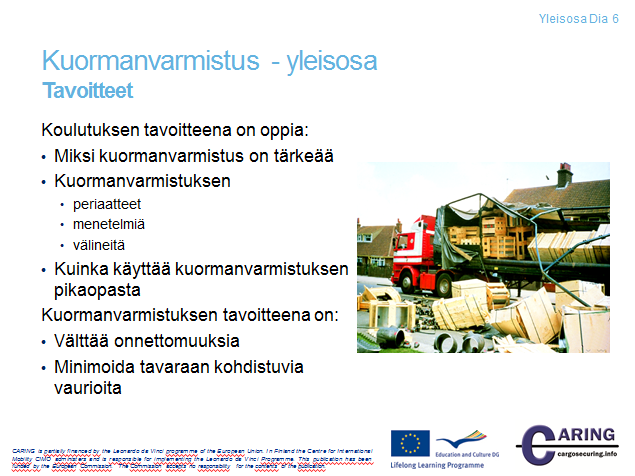 Yleisosa Dia 6
Kuormanvarmistus - yleisosa
Tavoitteet
Koulutuksen tavoitteena on oppia:
• Miksi kuormanvarmistus on tärkeää
• Kuormanvarmistuksen
• periaatteet
• menetelmiä
• välineitä
• Kuinka käyttää kuormanvarmistuksen
pikaopasta
Kuormanvarmistuksen tavoitteena on:
• Välttää onnettomuuksia
• Minimoida tavaraan kohdistuvia
vaurioita
CARING is partially financed by the Leonardo da Vinci programme of the European Union. In Finland the Centre for International
Mobility CIMO administers and is responsible for implementing the Leonardo da Vinci Programme. This publication has been
funded by the European Commission. The Commission accepts no responsibility for the contents of the publication
Education and Culture DG
Lifelong Learning Programme
CARING
cargosecuring.info